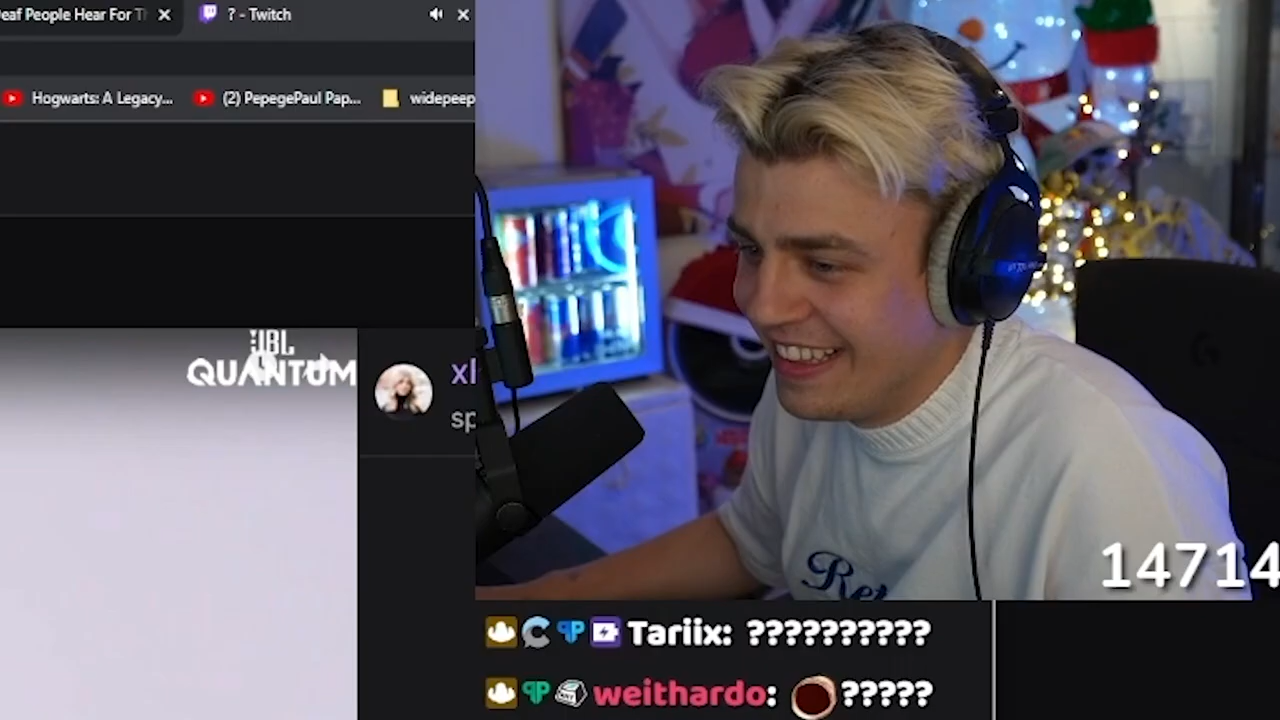 eaf People Hear For Th
? - Twitch
Hogwarts: A Legacy...
(2) PepegePaul Pap...
widepeep
JBL
QUANTUM
xl
sp
Ret
14714
Tariix: ??????????
weithardo: ?????